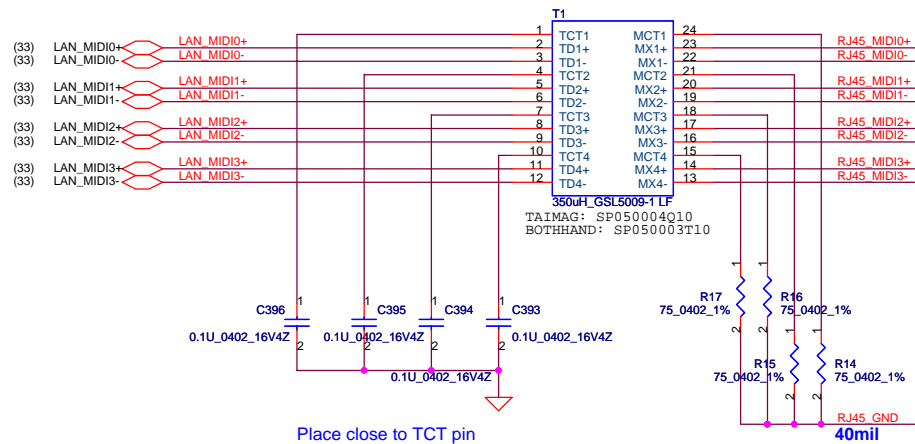 T1
1 TCT1 MCT1 24
(33) LAN_MIDI0+ LAN_MIDI0+ 2 TD1+ MX1+ 23 RJ45_MIDI0+
(33) LAN_MIDI0- LAN_MIDI0- 3 TD1- MX1- 22 RJ45_MIDI0-
4 TCT2 MCT2 21
(33) LAN_MIDI1+ LAN_MIDI1+ 5 TD2+ MX2+ 20 RJ45_MIDI1+
(33) LAN_MIDI1- LAN_MIDI1- 6 TD2- MX2- 19 RJ45_MIDI1-
7 TCT3 MCT3 18
(33) LAN_MIDI2+ LAN_MIDI2+ 8 TD3+ MX3+ 17 RJ45_MIDI2+
(33) LAN_MIDI2- LAN_MIDI2- 9 TD3- MX3- 16 RJ45_MIDI2-
10 TCT4 MCT4 15
(33) LAN_MIDI3+ LAN_MIDI3+ 11 TD4+ MX4+ 14 RJ45_MIDI3+
(33) LAN_MIDI3- LAN_MIDI3- 12 TD4- MX4- 13 RJ45_MIDI3-
350uH_GSL5009-1 LF
TAIMAG: SP050004Q10
BOTHHAND: SP050003T10
1 1
R17 R16
75_0402_1% 75_0402_1%
2 2
1 1 1 1
C396 C395 C394 C393
0.1U_0402_16V4Z 0.1U_0402_16V4Z 0.1U_0402_16V4Z
2 2 2 2
0.1U_0402_16V4Z
1 1
R15 R14
75_0402_1% 75_0402_1%
2 2
RJ45_GND
40mil
Place close to TCT pin